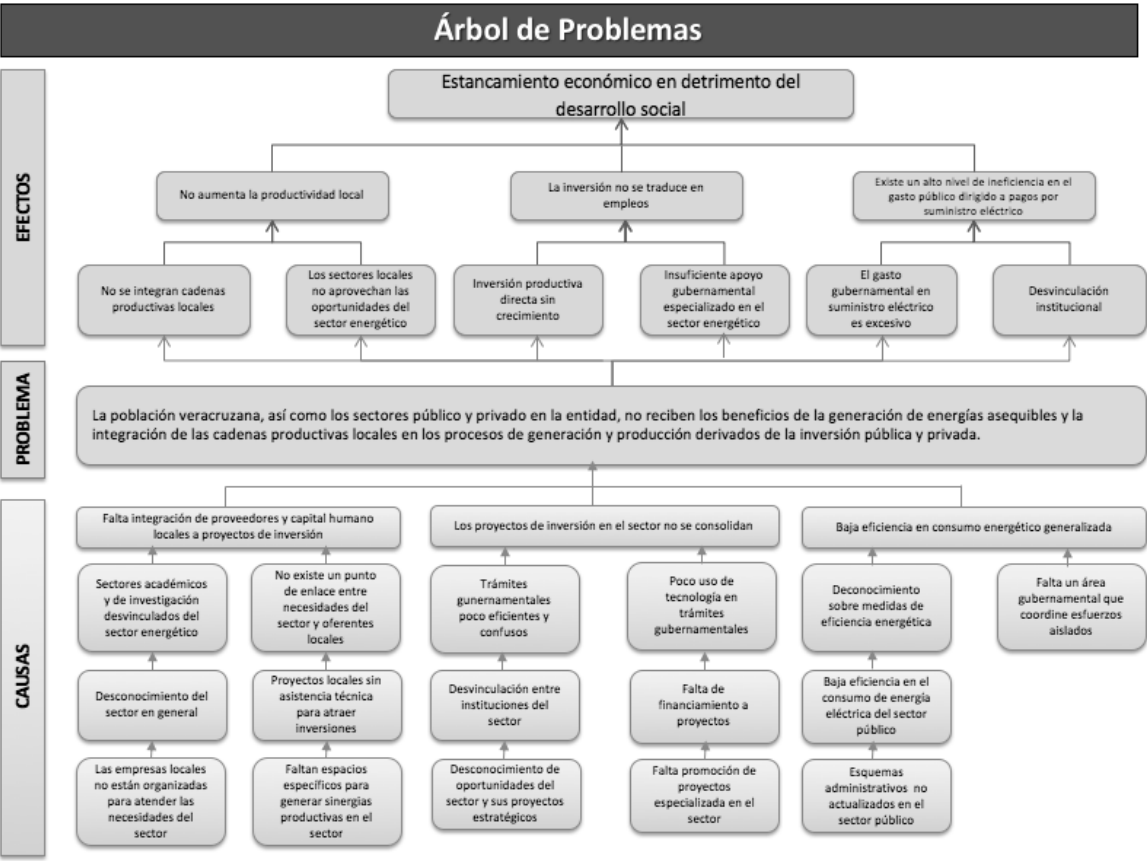 Árbol de Problemas
EFECTOS
Estancamiento económico en detrimento del
desarrollo social
No aumenta la productividad local
La inversión no se traduce en
empleos
Existe un alto nivel de ineficiencia en el
gasto público dirigido a pagos por
suministro eléctrico
No se integran cadenas
productivas locales
Los sectores locales
no aprovechan las
oportunidades del
sector energético
Inversión productiva
directa sin
crecimiento
Insuficiente apoyo
gubernamental
especializado en el
sector energético
El gasto
gubernamental en
suministro eléctrico
es excesivo
Desvinculación
institucional
PROBLEMA
La población veracruzana, así como los sectores público y privado en la entidad, no reciben los beneficios de la generación de energías asequibles y la
integración de las cadenas productivas locales en los procesos de generación y producción derivados de la inversión pública y privada.
CAUSAS
Falta integración de proveedores y capital humano
locales a proyectos de inversión
Los proyectos de inversión en el sector no se consolidan
Baja eficiencia en consumo energético generalizada
Sectores académicos
y de investigación
desvinculados del
sector energético
No existe un punto
de enlace entre
necesidades del
sector y oferentes
locales
Trámites
gunernamentales
poco eficientes y
confusos
Poco uso de
tecnología en
trámites
gubernamentales
Deconocimiento
sobre medidas de
eficiencia energética
Falta un área
gubernamental que
coordine esfuerzos
aislados
Desconocimiento del
sector en general
Proyectos locales sin
asistencia técnica
para atraer
inversiones
Desvinculación entre
instituciones del
sector
Falta de
financiamiento a
proyectos
Baja eficiencia en el
consumo de energía
eléctrica del sector
público
Las empresas locales
no están organizadas
para atender las
necesidades del
sector
Faltan espacios
específicos para
generar sinergias
productivas en el
sector
Desconocimiento de
oportunidades del
sector y sus proyectos
estratégicos
Falta promoción de
proyectos
especializada en el
sector
Esquemas
administrativos no
actualizados en el
sector público